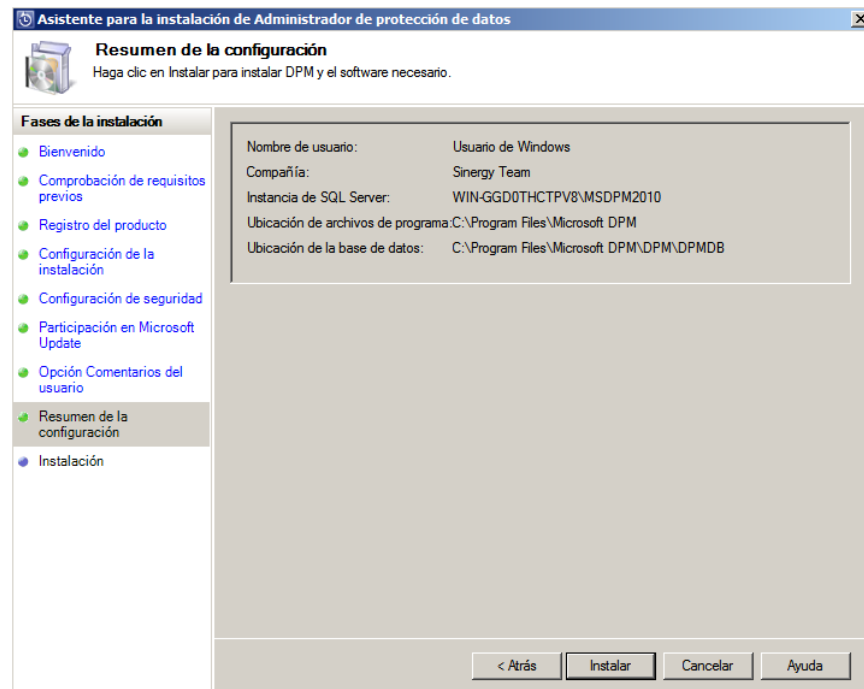 Asistente para la instalación de Administrador de protección de datos
Resumen de la configuración
Haga clic en Instalar para instalar DPM y el software necesario.
Fases de la instalación
Bienvenido
Comprobación de requisitos
previos
Registro del producto
Configuración de la
instalación
Configuración de seguridad
Participación en Microsoft
Update
Opción Comentarios del
usuario
Resumen de la
configuración
Instalación
Nombre de usuario: Usuario de Windows
Compañía: Sinergy Team
Instancia de SQL Server: WIN-GGD0THCTPV8\MSDPM2010
Ubicación de archivos de programa:C:\Program Files\Microsoft DPM
Ubicación de la base de datos: C:\Program Files\Microsoft DPM\DPM\DPMDB
< Atrás Instalar Cancelar Ayuda